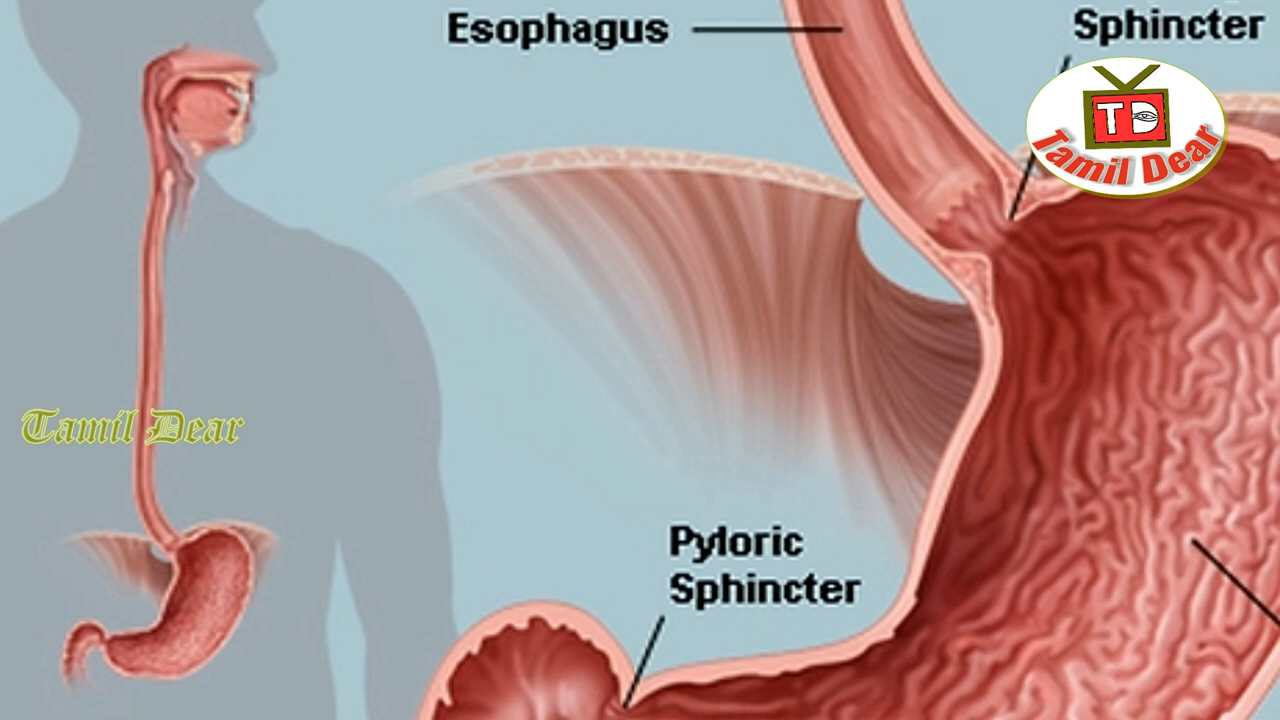 Esophagus
Sphincter
TD
Tamil Dear
Tamil Dear
Pyloric
Sphincter